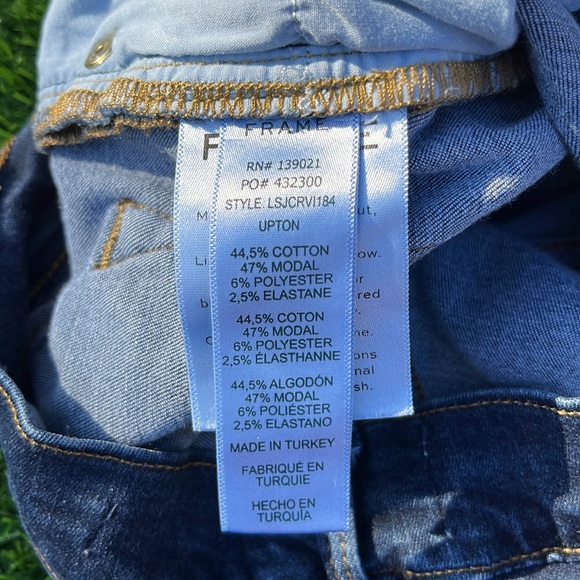 FRAME
RN# 139021
PO# 432300
STYLE. LSJCRVI184
UPTON
44,5% COTTON
47% MODAL
6% POLYESTER
2,5% ELASTANE
44,5% COTON
47% MODAL
6% POLYESTER
2,5% ÉLASTHANNE
44,5% ALGODÓN
47% MODAL
6% POLIÉSTER
2,5% ELASTANO
MADE IN TURKEY
FABRIQUÉ EN
TURQUIE
HECHO EN
TURQUÍA